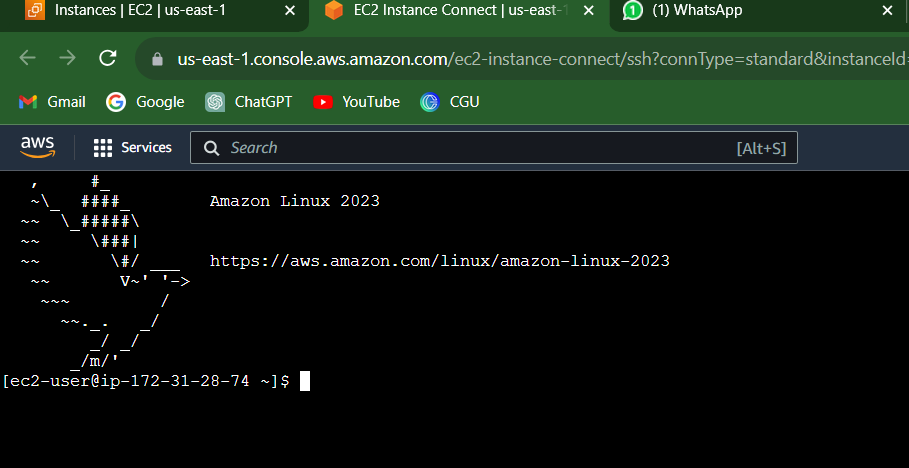 Instances | EC2 | us-east-1
EC2 Instance Connect | us-east-1
(1) WhatsApp
us-east-1.console.aws.amazon.com/ec2-instance-connect/ssh?connType=standard&instanceId=
Gmail Google ChatGPT YouTube CGU
aws Services Search [Alt+S]
   ,     #_
   ~\_  ####_        Amazon Linux 2023
  ~~  \_#####\
  ~~     \###|
  ~~       \#/ ___   https://aws.amazon.com/linux/amazon-linux-2023
   ~~       V~' '->
    ~~~         /
      ~~._.   _/
         _/ _/
       _/m/'
[ec2-user@ip-172-31-28-74 ~]$